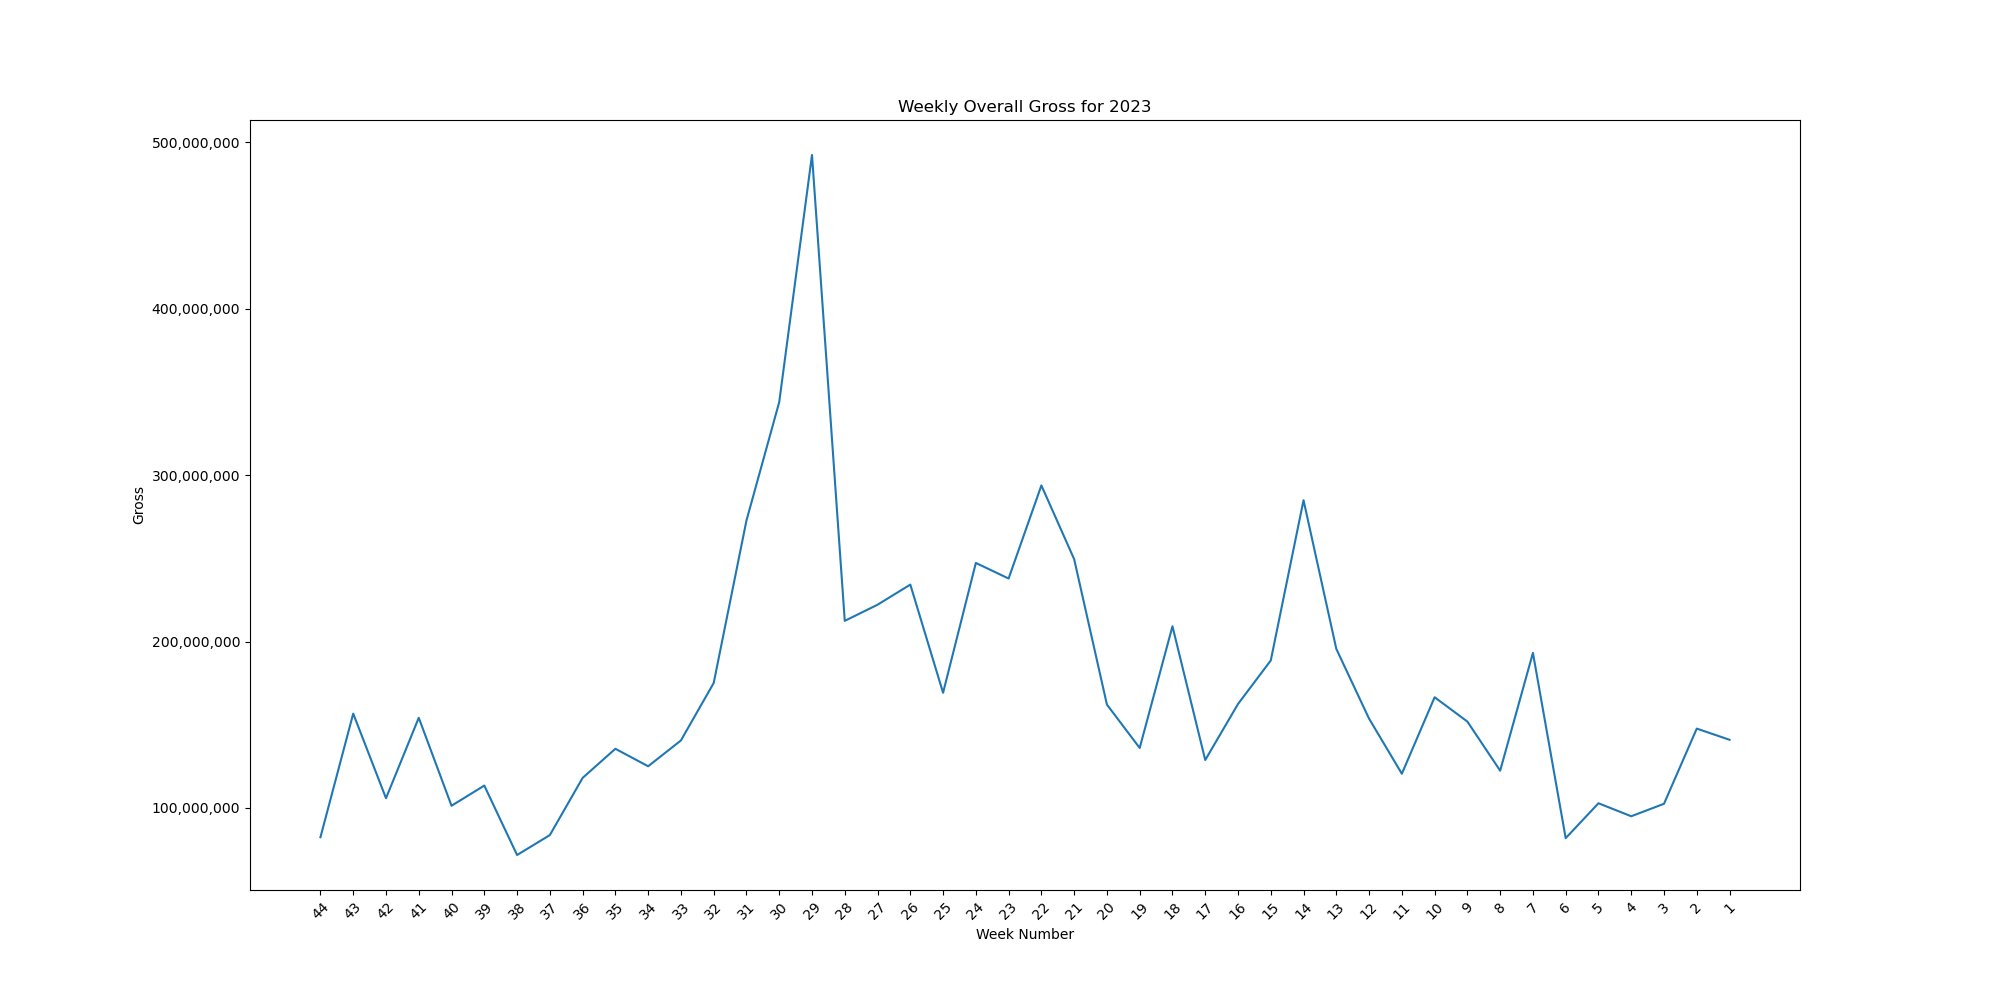 Weekly Overall Gross for 2023
500,000,000
400,000,000
300,000,000
200,000,000
100,000,000
Gross
44 43 42 41 40 39 38 37 36 35 34 33 32 31 30 29 28 27 26 25 24 23 22 21 20 19 18 17 16 15 14 13 12 11 10 9 8 7 6 5 4 3 2 1
Week Number